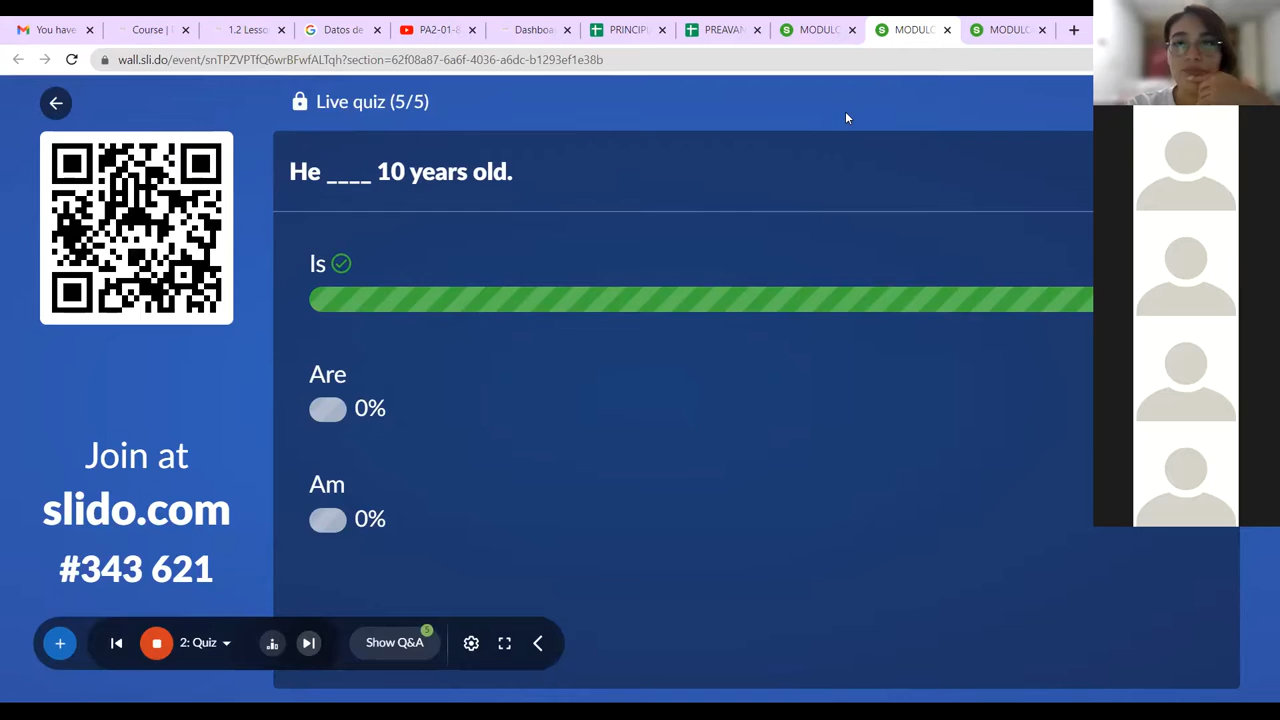 You have
Course |
1.2 Lesso
Datos de
PA2-01-8
Dashboa
PRINCIPI
PREAVAN
MODULO
MODULO
MODULO
wall.sli.do/event/snTPZVPTfQ6wrBFwfALTqh?section=62f08a87-6a6f-4036-a6dc-b1293ef1e38b
Live quiz (5/5)
He ____ 10 years old.
Is
Are
0%
Am
0%
Join at
slido.com
#343 621
2: Quiz
Show Q&A
5